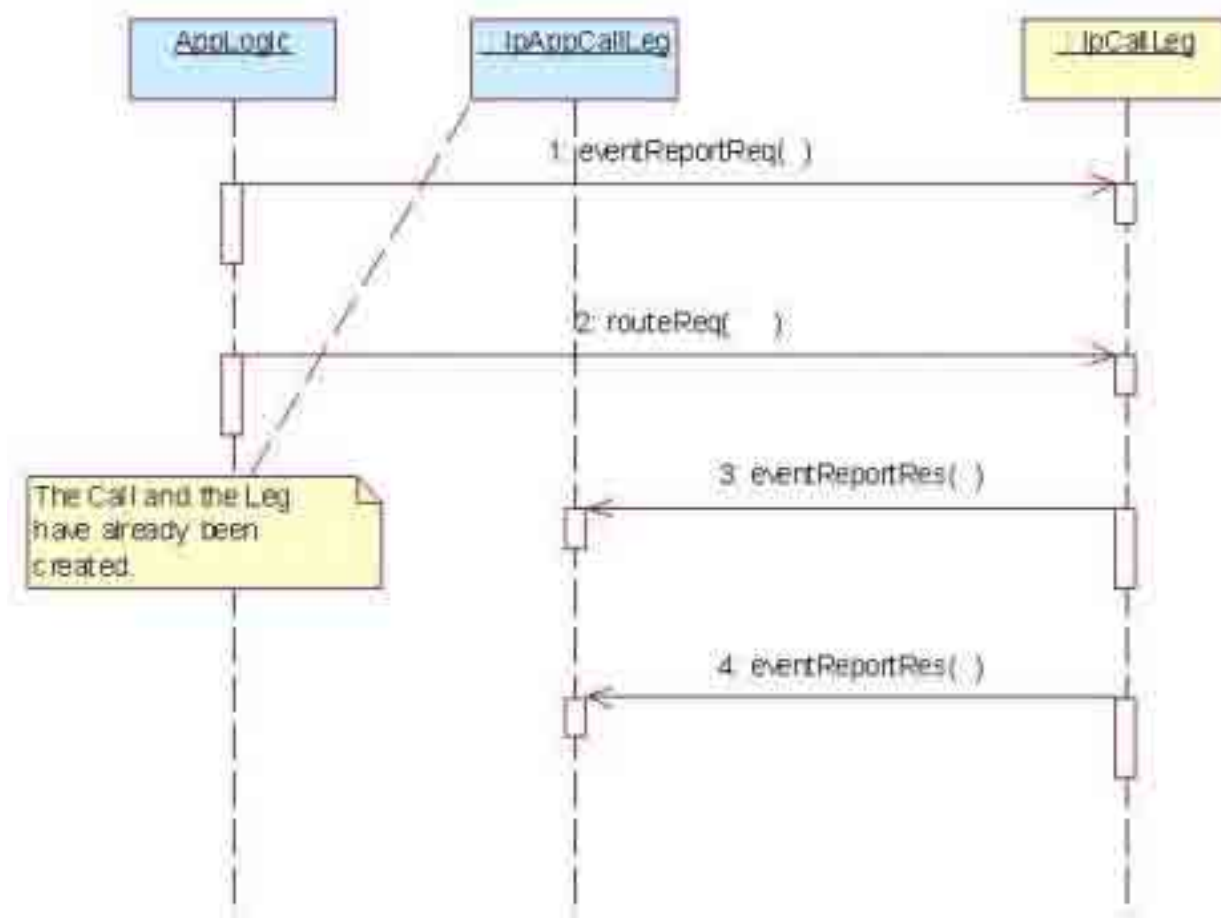 AppLogic
: IpAppCallLeg
: IpCallLeg
1: eventReportReq( )
2: routeReq( )
3: eventReportRes( )
4: eventReportRes( )
The Call and the Leg
have already been
created.